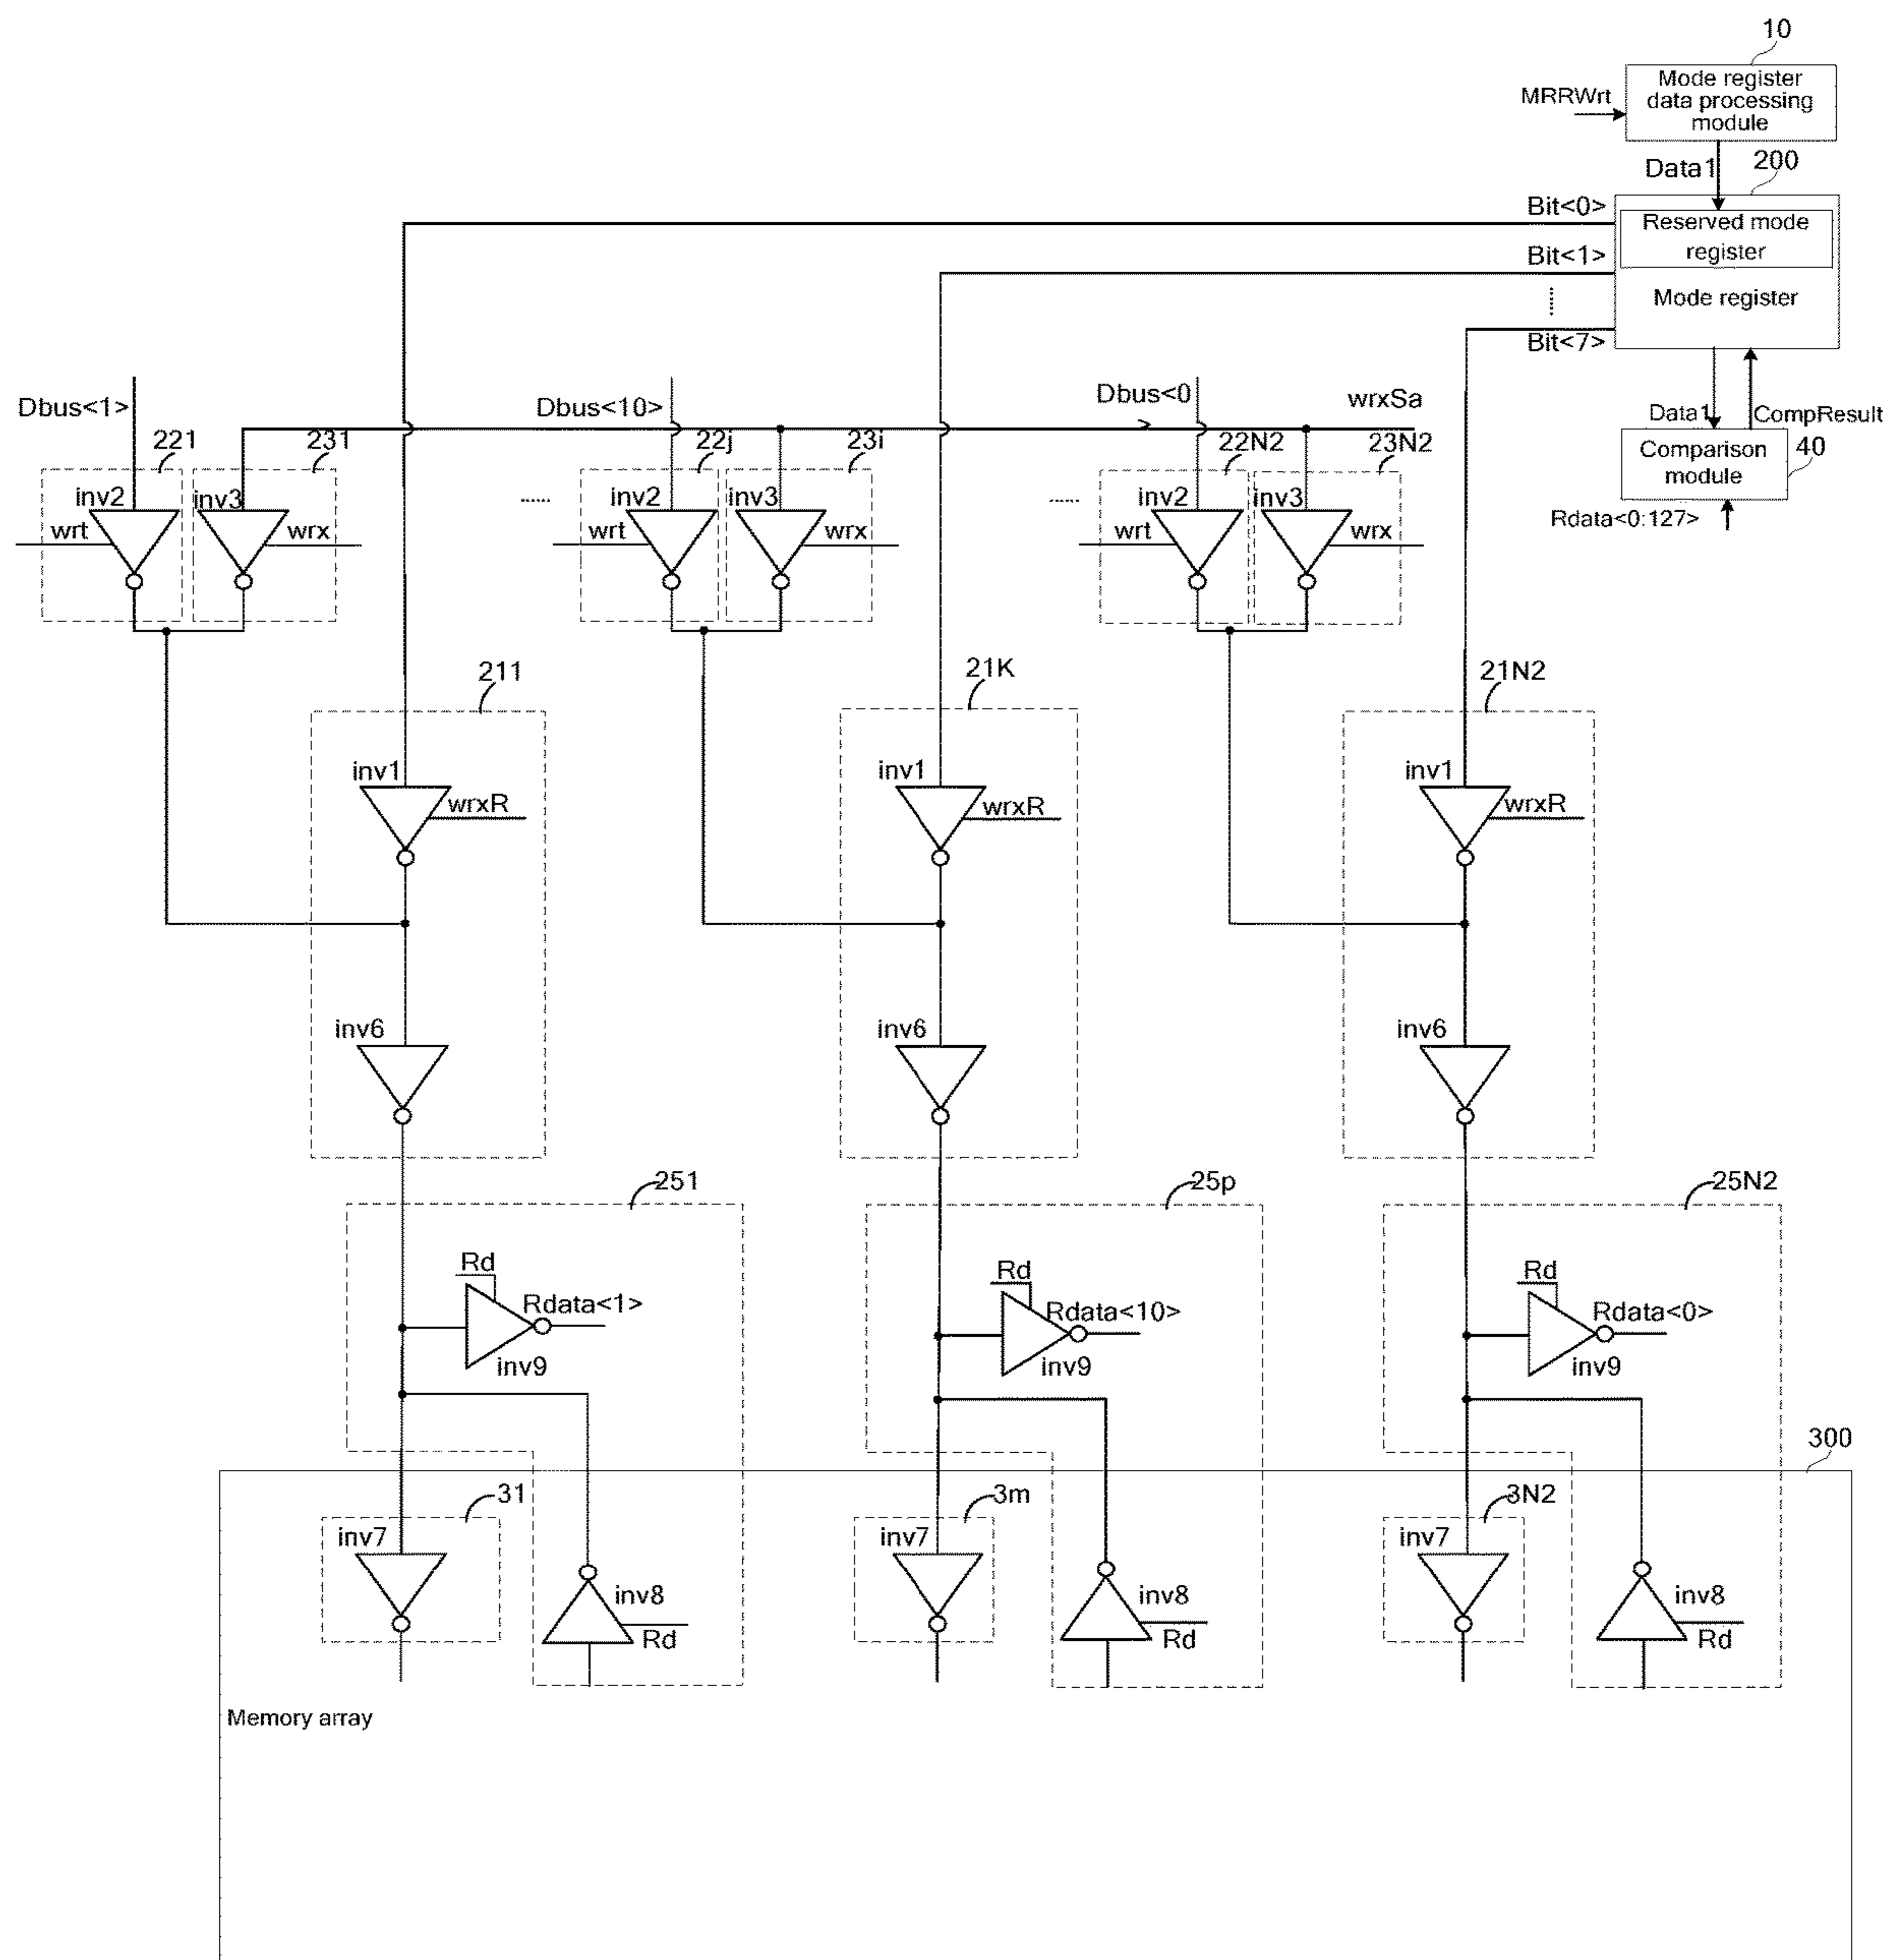 10
Mode register
data processing
module
MRRWrt
Data1
200
Bit<0>
Reserved mode
register
Bit<1>
Mode register
Bit<7>
Dbus<1>
Dbus<10>
Dbus<0
wrxSa
Data1
CompResult
221
231
22j
23i
22N2
23N2
Comparison
module
40
inv2
inv3
inv2
inv3
inv2
inv3
Rdata<0:127>
wrt
wrx
wrt
wrx
wrt
wrx
211
21K
21N2
inv1
wrxR
inv1
wrxR
inv1
wrxR
inv6
inv6
inv6
251
25p
25N2
Rd
Rdata<1>
inv9
Rd
Rdata<10>
inv9
Rd
Rdata<0>
inv9
300
31
3m
3N2
inv7
inv7
inv7
inv8
Rd
inv8
Rd
inv8
Rd
Memory array